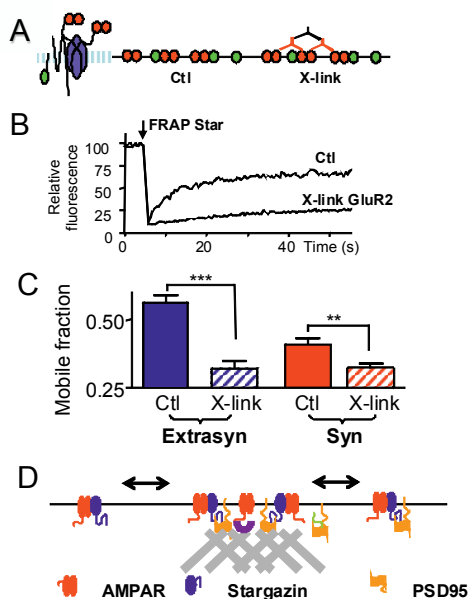 A
Ctl
X-link
B
FRAP Star
Relative
fluorescence
100
75
50
25
0
Ctl
X-link GluR2
0
20
40
Time (s)
C
Mobile fraction
0.50
0.25
***
**
Ctl
X-link
Ctl
X-link
Extrasyn
Syn
D
AMPAR
Stargazin
PSD95